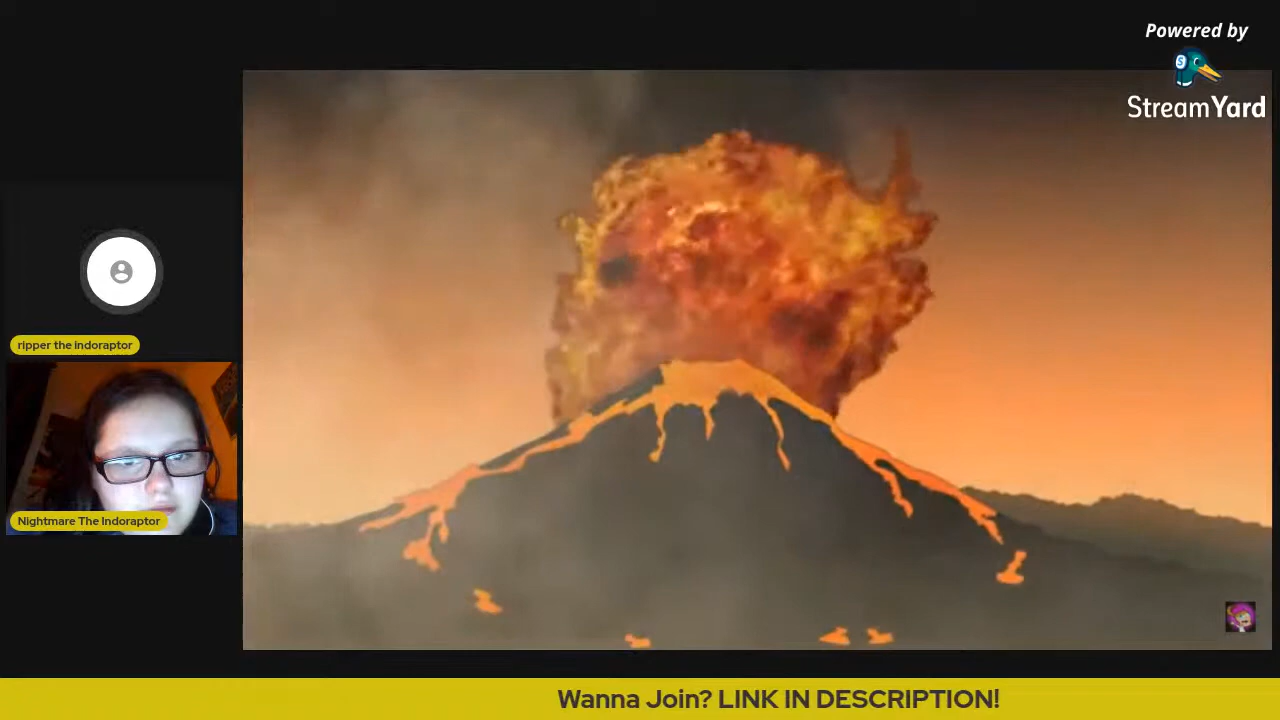 Powered by
StreamYard
ripper the indoraptor
Nightmare The Indoraptor
Wanna Join? LINK IN DESCRIPTION!